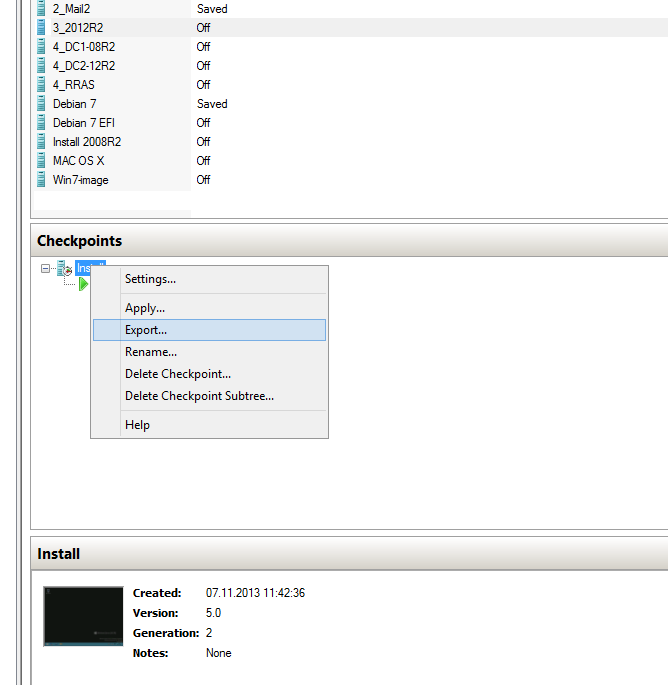 2_Mail2 Saved
3_2012R2 Off
4_DC1-08R2 Off
4_DC2-12R2 Off
4_RRAS Off
Debian 7 Saved
Debian 7 EFI Off
Install 2008R2 Off
MAC OS X Off
Win7-image Off
Checkpoints
Install
Settings...
Apply...
Export...
Rename...
Delete Checkpoint...
Delete Checkpoint Subtree...
Help
Install
Created: 07.11.2013 11:42:36
Version: 5.0
Generation: 2
Notes: None